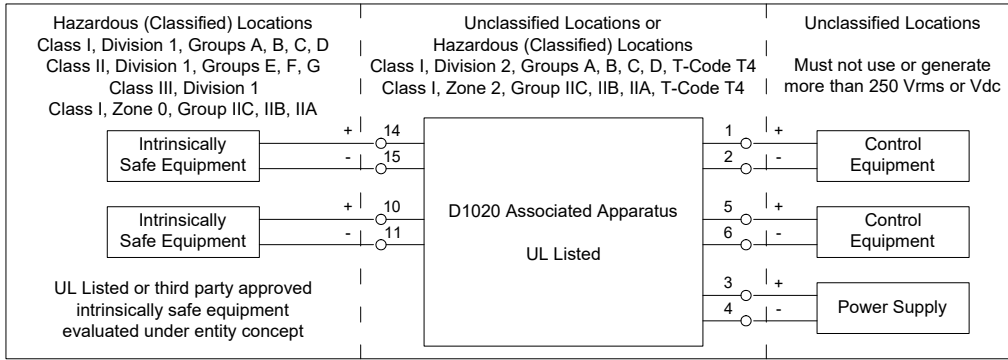 Hazardous (Classified) Locations
Class I, Division 1, Groups A, B, C, D
Class II, Division 1, Groups E, F, G
Class III, Division 1
Class I, Zone 0, Group IIC, IIB, IIA
Unclassified Locations or
Hazardous (Classified) Locations
Class I, Division 2, Groups A, B, C, D, T-Code T4
Class I, Zone 2, Group IIC, IIB, IIA, T-Code T4
Unclassified Locations
Must not use or generate
more than 250 Vrms or Vdc
Intrinsically
Safe Equipment
+ 14
- 15
Intrinsically
Safe Equipment
+ 10
- 11
UL Listed or third party approved
intrinsically safe equipment
evaluated under entity concept
D1020 Associated Apparatus
UL Listed
1 +
2 -
Control
Equipment
5 +
6 -
Control
Equipment
3 +
4 -
Power Supply